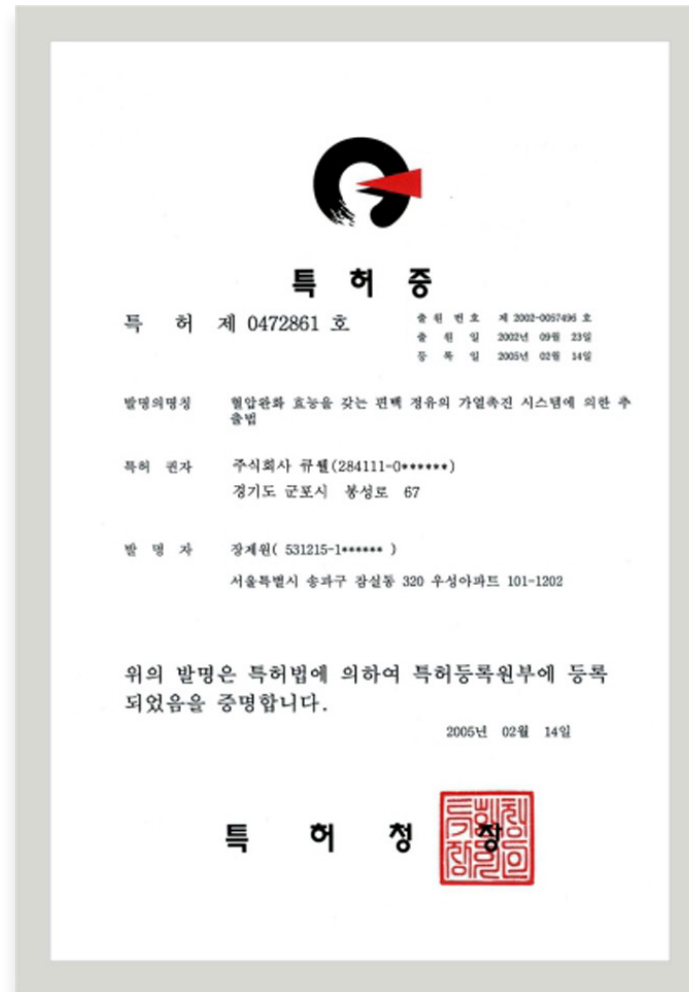 특 허 증
특 허 제 0472861 호
출 원 번 호 제 2002-0057496 호
출 원 일 2002년 09월 23일
등 록 일 2005년 02월 14일
발명의명칭 혈압완화 효능을 갖는 편백 정유의 가열촉진 시스템에 의한 추
출법
특허 권자 주식회사 큐웰(284111-0******)
경기도 군포시 봉성로 67
발 명 자 장제원( 531215-1****** )
서울특별시 송파구 잠실동 320 우성아파트 101-1202
위의 발명은 특허법에 의하여 특허등록원부에 등록
되었음을 증명합니다.
2005년 02월 14일
특 허 청 장